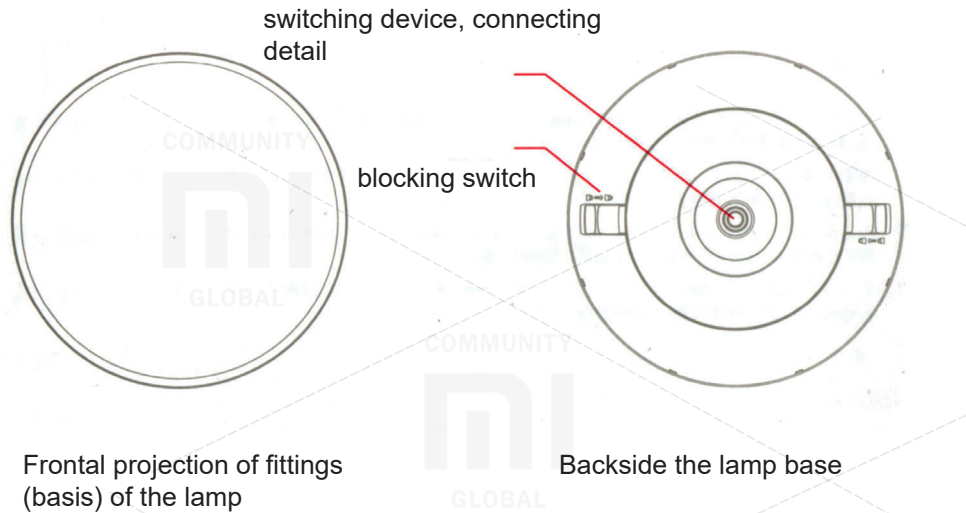 switching device, connecting
detail
COMMUNITY
blocking switch
GLOBAL
COMMUNITY
Frontal projection of fittings
(basis) of the lamp
Backside the lamp base
GLOBAL